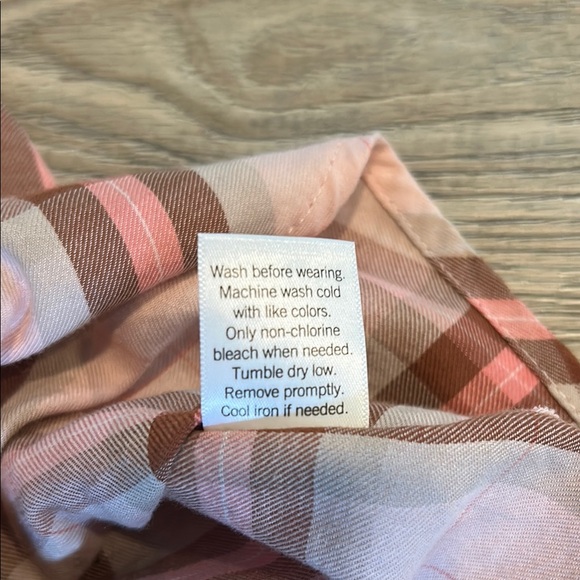 Wash before wearing.
Machine wash cold
with like colors.
Only non-chlorine
bleach when needed.
Tumble dry low.
Remove promptly.
Cool iron if needed.